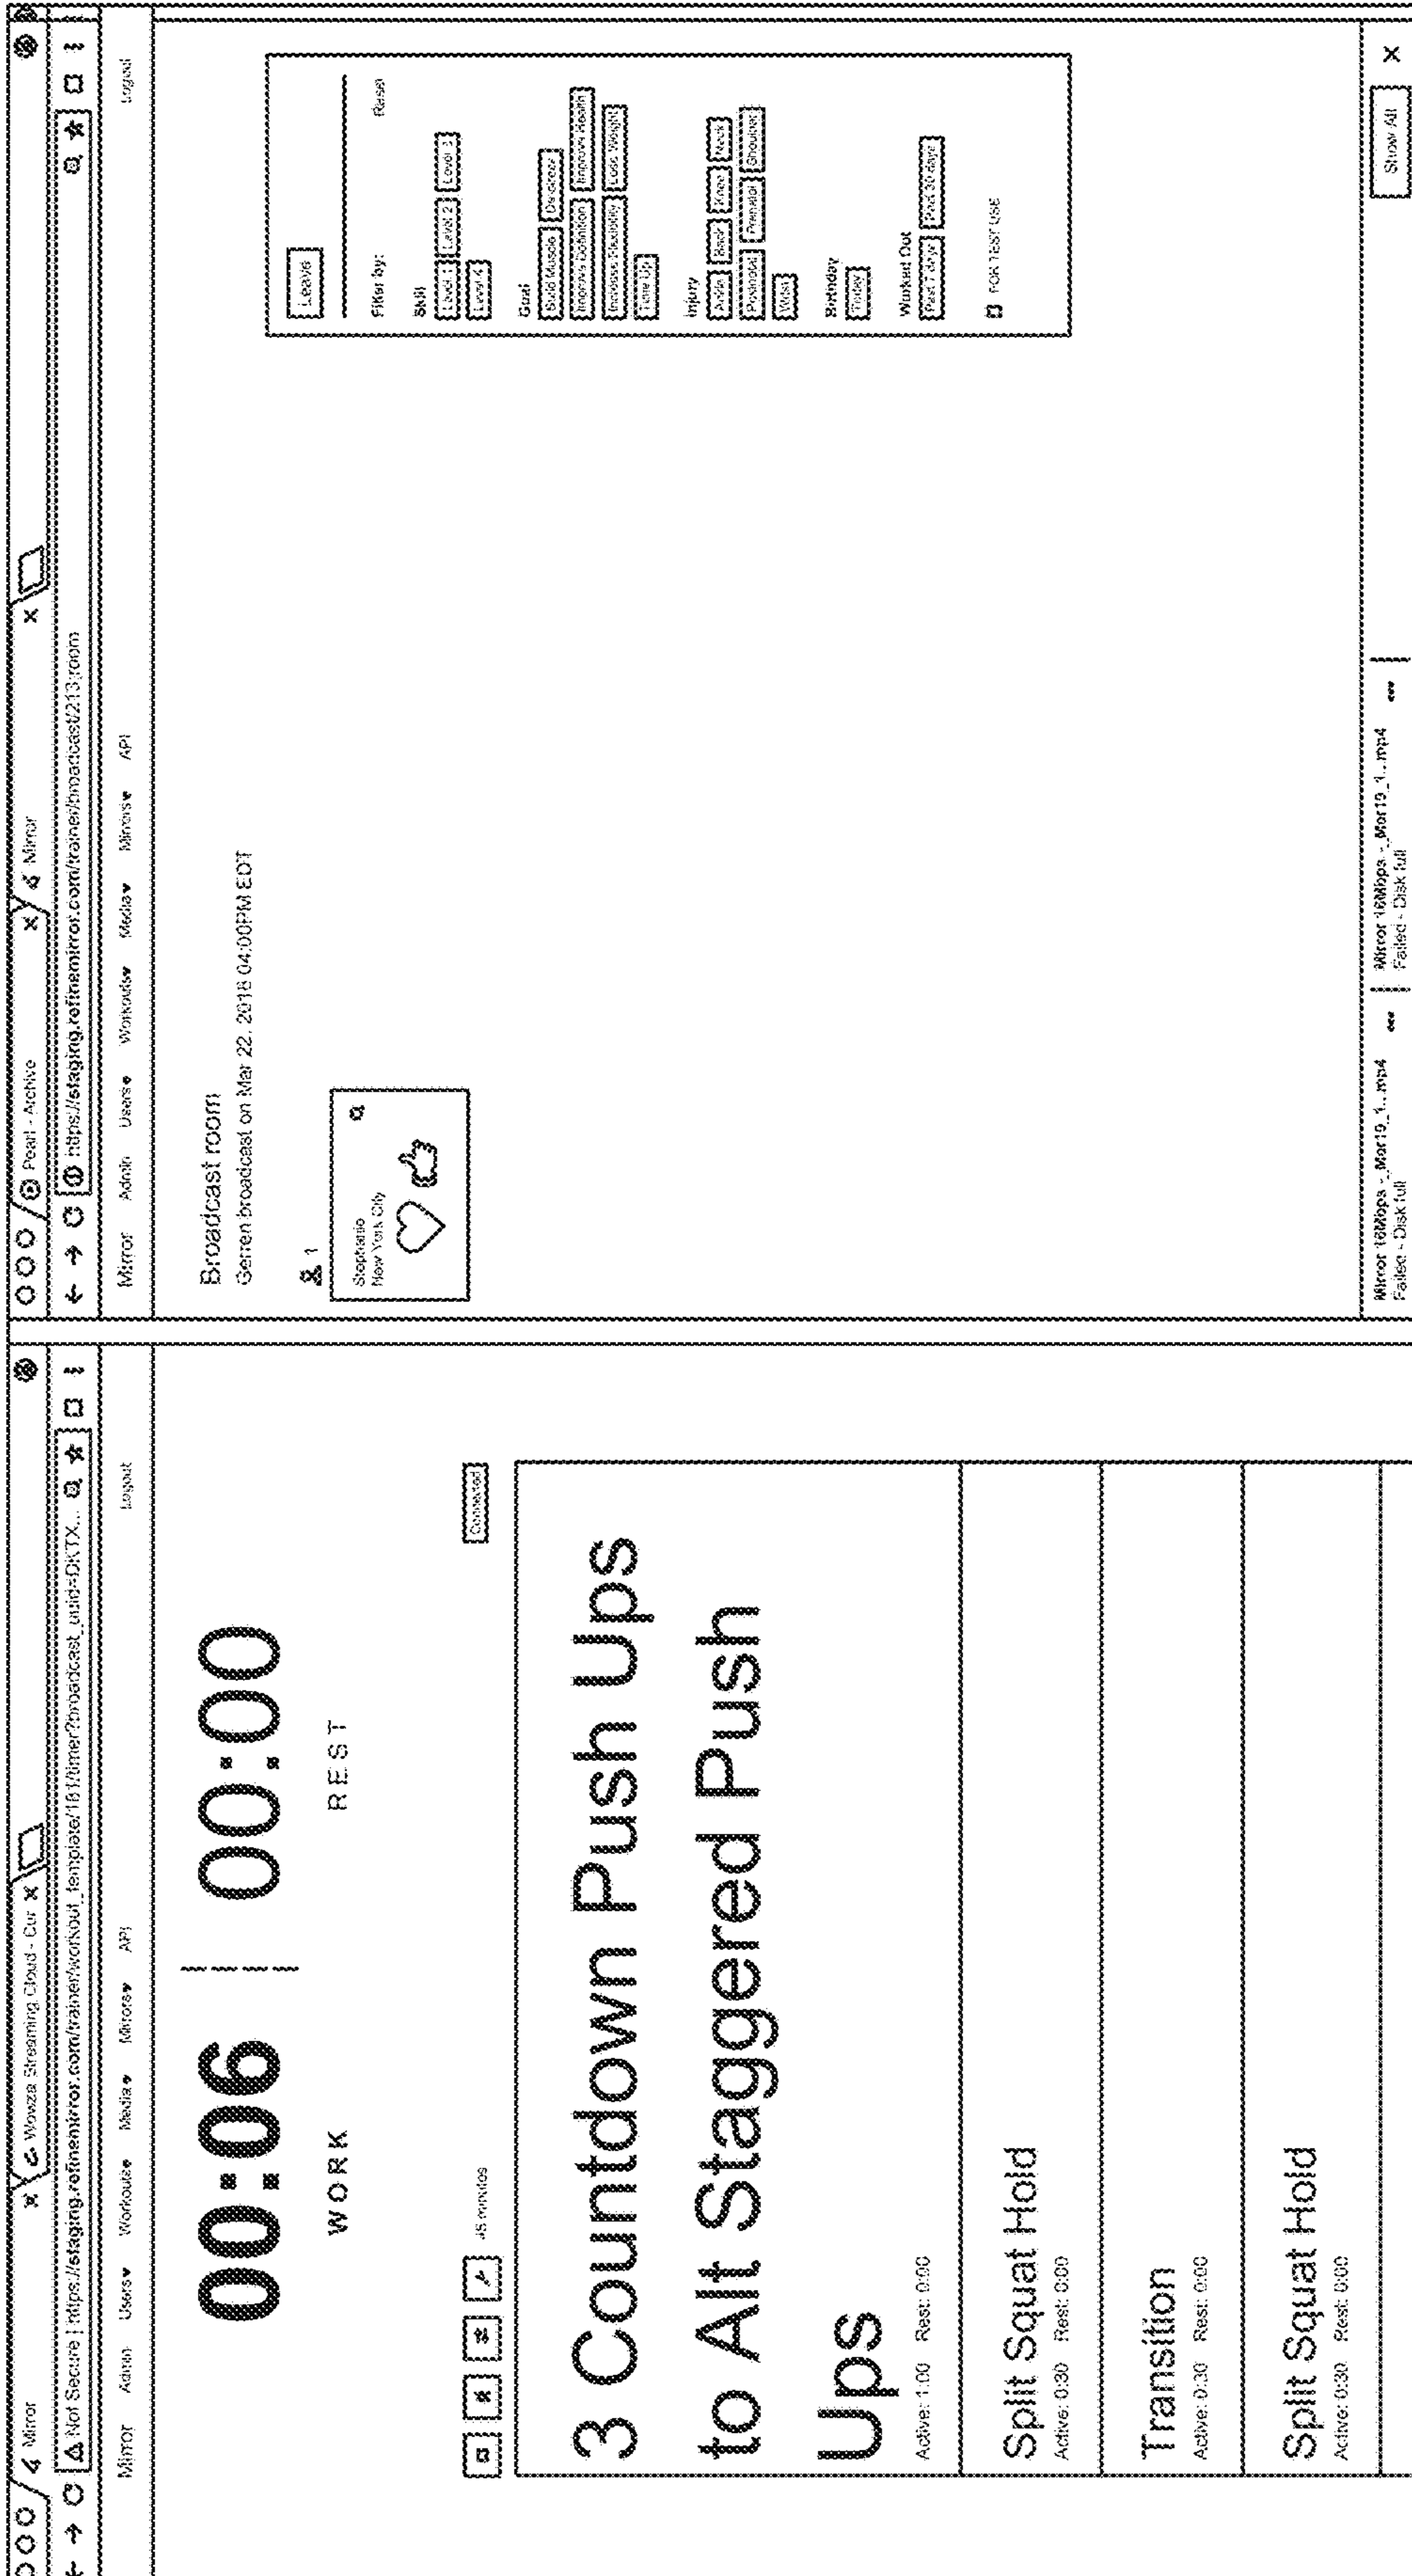 Mirror
Wowza Streaming Cloud - Cur
Not Secure | https://staging.refinemirror.com/trainer/workout_template/181/timer?broadcast_uuid=DKTX...
Mirror Admin Users Workouts Media Mirrors API Logout
00:06 00:00
WORK REST
45 minutes Connected
3 Countdown Push Ups
to Alt Staggered Push
Ups
Active: 1:00 Rest: 0:00
Split Squat Hold
Active: 0:30 Rest: 0:00
Transition
Active: 0:30 Rest: 0:00
Split Squat Hold
Active: 0:30 Rest: 0:00
Pearl - Archive
Mirror
https://staging.refinemirror.com/trainer/broadcast/213/room
Mirror Admin Users Workouts Media Mirrors API Logout
Broadcast room
Gerren broadcast on Mar 22, 2018 04:00PM EDT
1
Stephanie
New York City
Leave
Filter by: Reset
Skill
Level 1 Level 2 Level 3
Level 4
Goal
Build Muscle
Improve Definition Improve Health
Increase Flexibility Lose Weight
Tone Up
Injury
Ankle Back Knee Neck
Postnatal Prenatal Shoulder
Wrist
Birthday
Today
Worked Out
Past 7 days Past 30 days
FOR TEST USE
Mirror 16Mbps - _Mar19_1...mp4
Failed - Disk full
Mirror 16Mbps - _Mar19_1...mp4
Failed - Disk full
Show All